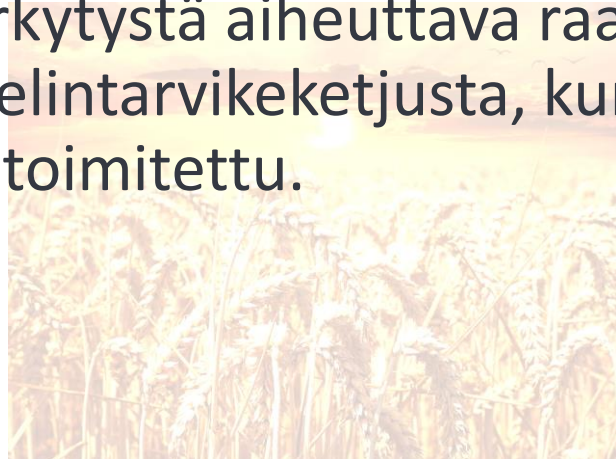 rkytystä aiheuttava raa
elintarvikeketjusta, ku
toimitettu.